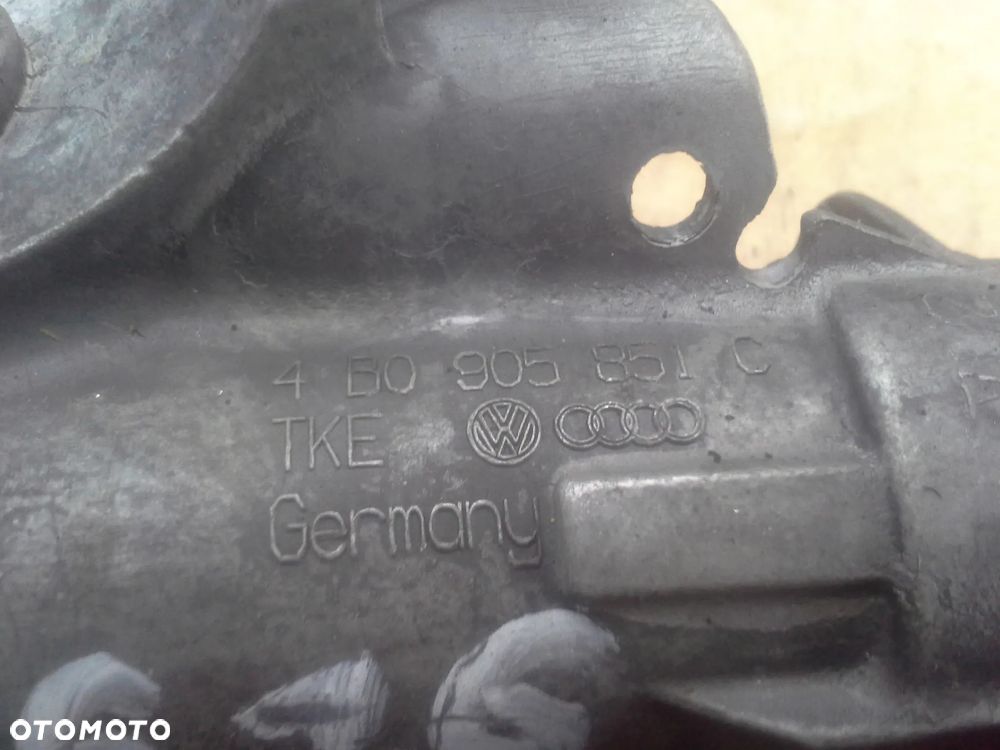 4 B0 905 851 C
TKE
Germany
OTOMOTO